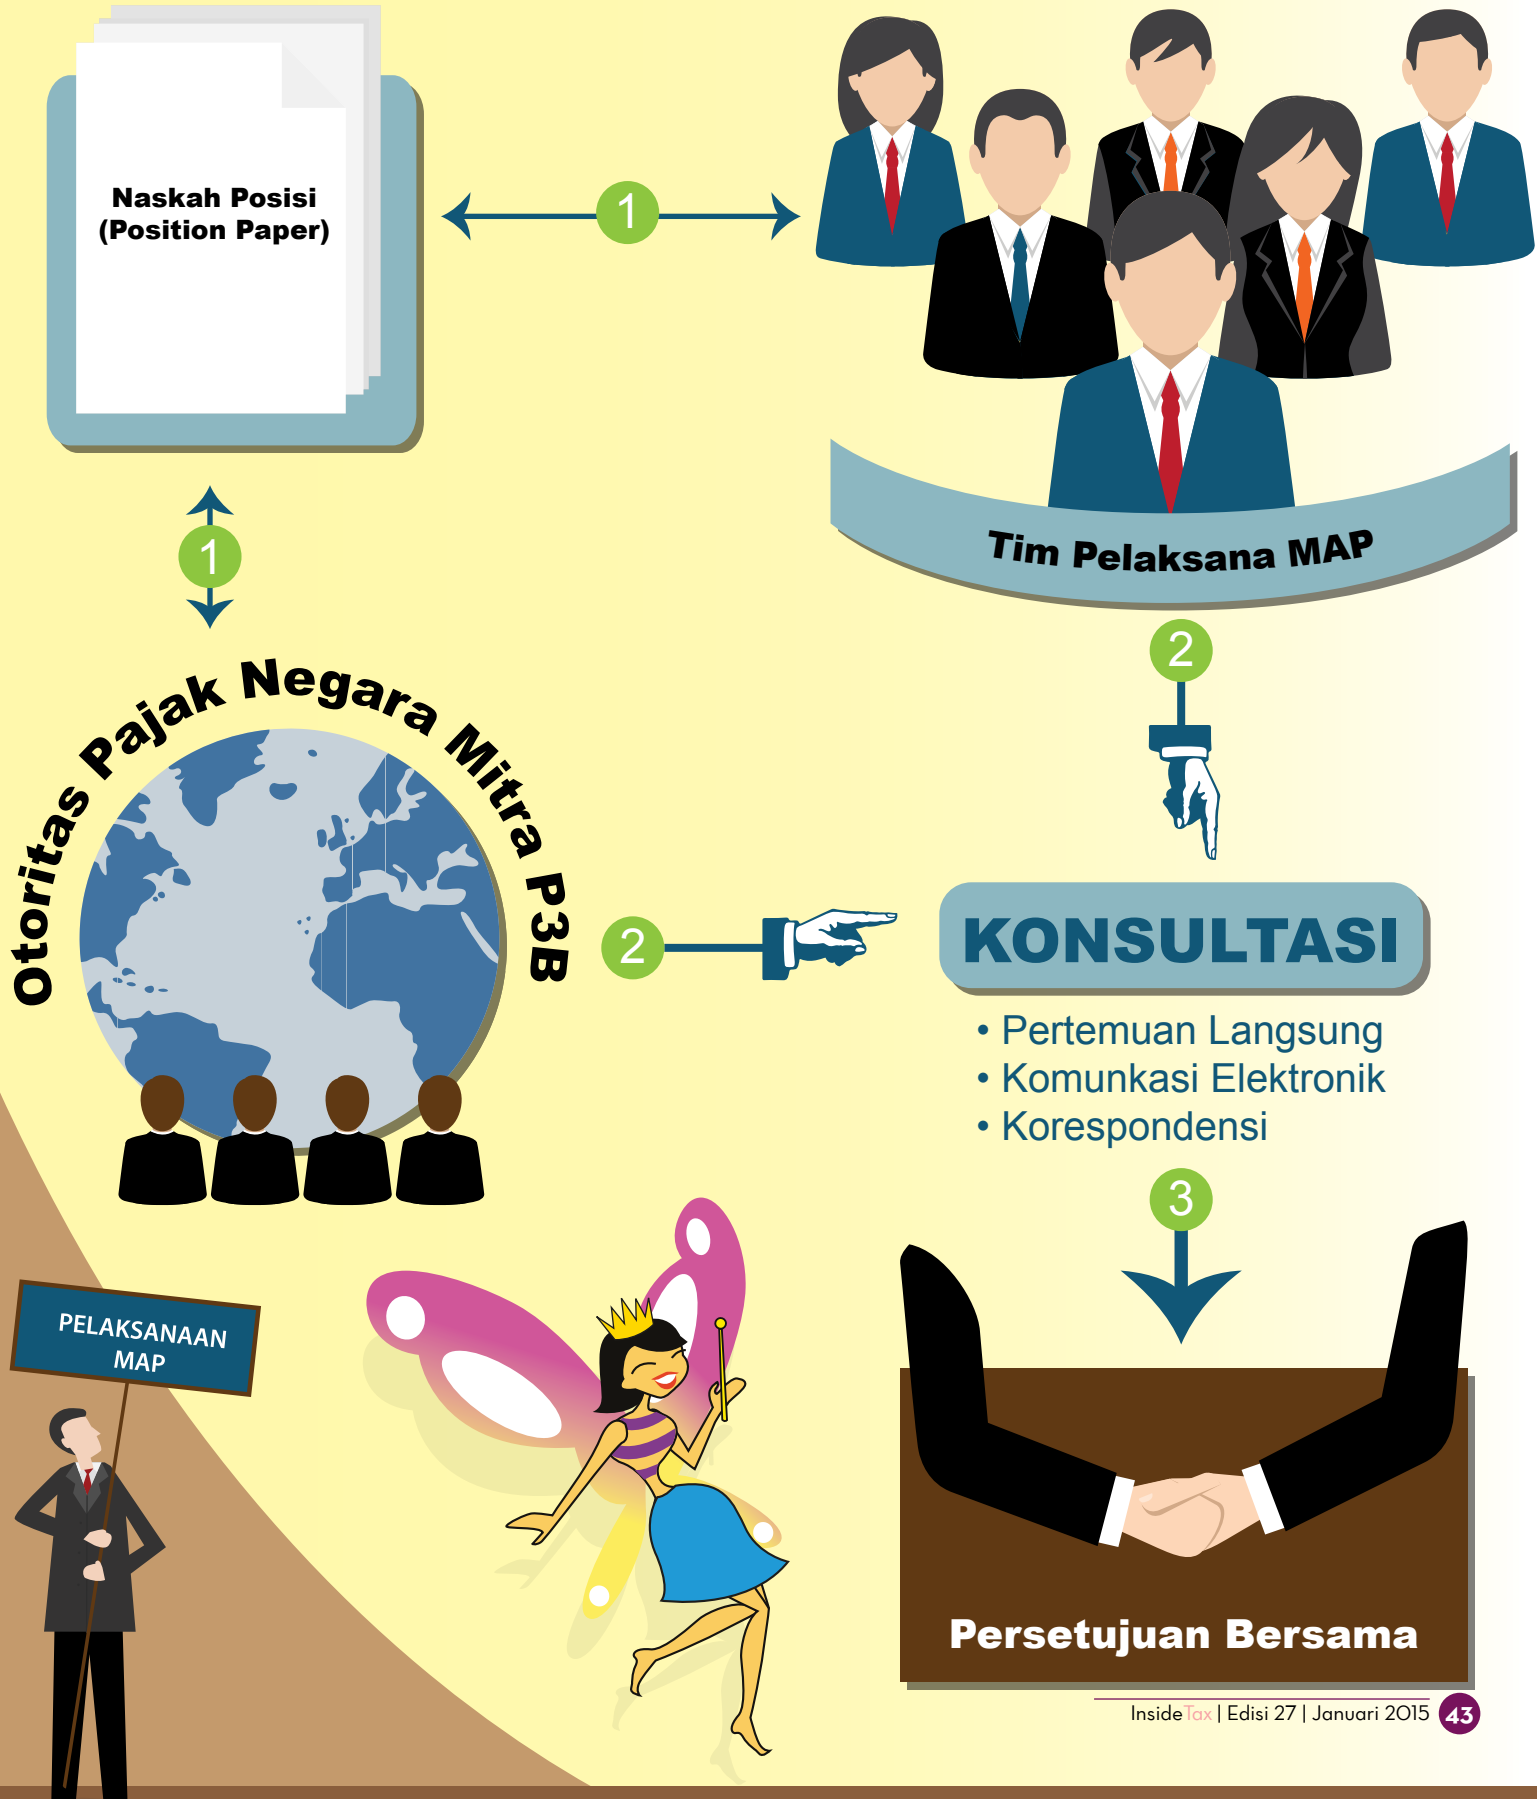 Naskah Posisi
(Position Paper)
1
Tim Pelaksana MAP
1
2
Otoritas Pajak Negara Mitra P3B
2
KONSULTASI
• Pertemuan Langsung
• Komunkasi Elektronik
• Korespondensi
3
PELAKSANAAN
MAP
Persetujuan Bersama
InsideTax | Edisi 27 | Januari 2015 43